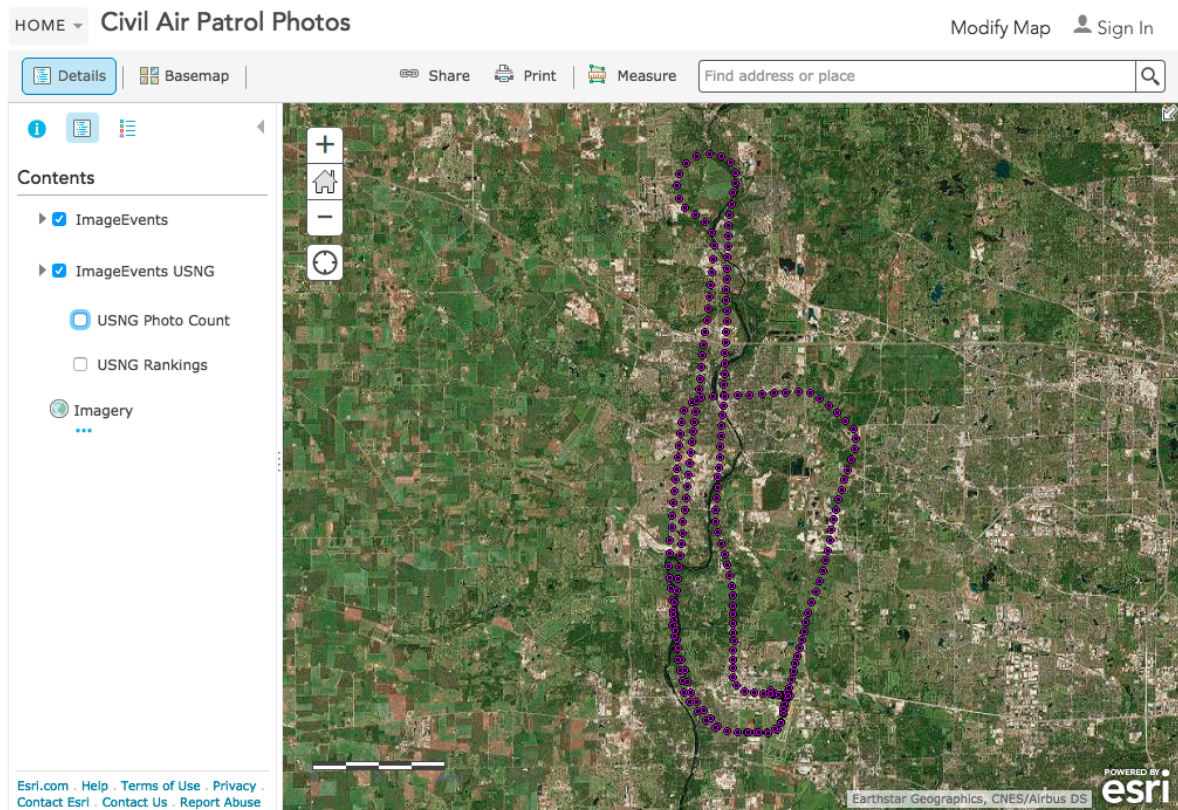 HOME Civil Air Patrol Photos Modify Map Sign In
Details Basemap Share Print Measure Find address or place
Contents
ImageEvents
ImageEvents USNG
USNG Photo Count
USNG Rankings
Imagery
Esri.com . Help . Terms of Use . Privacy .
Contact Esri . Contact Us . Report Abuse
Earthstar Geographics, CNES/Airbus DS
POWERED BY
esri